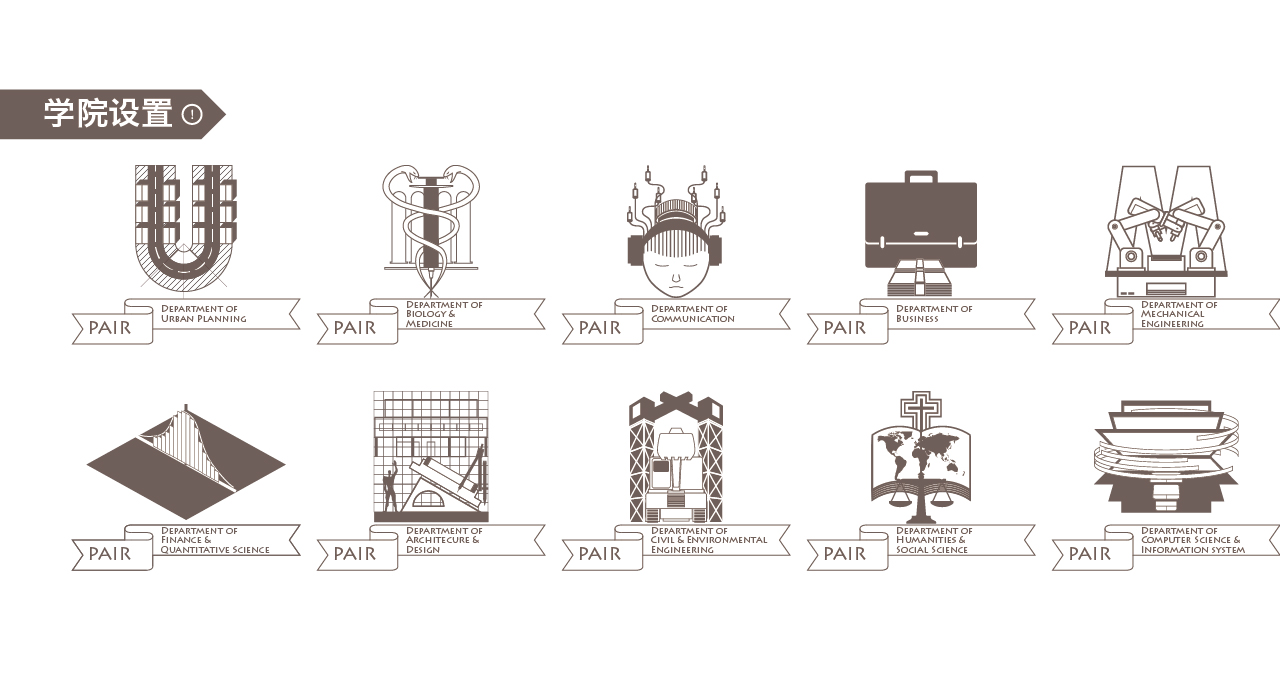 学院设置
!
DEPARTMENT OF
URBAN PLANNING
PAIR
DEPARTMENT OF
BIOLOGY &
MEDICINE
PAIR
DEPARTMENT OF
COMMUNICATION
PAIR
DEPARTMENT OF
BUSINESS
PAIR
DEPARTMENT OF
MECHANICAL
ENGINEERING
PAIR
DEPARTMENT OF
FINANCE &
QUANTITATIVE SCIENCE
PAIR
DEPARTMENT OF
ARCHITECURE &
DESIGN
PAIR
DEPARTMENT OF
CIVIL & ENVIRONMENTAL
ENGINEERING
PAIR
DEPARTMENT OF
HUMANITIES &
SOCIAL SCIENCE
PAIR
DEPARTMENT OF
COMPUTER SCIENCE &
INFORMATION SYSTEM
PAIR